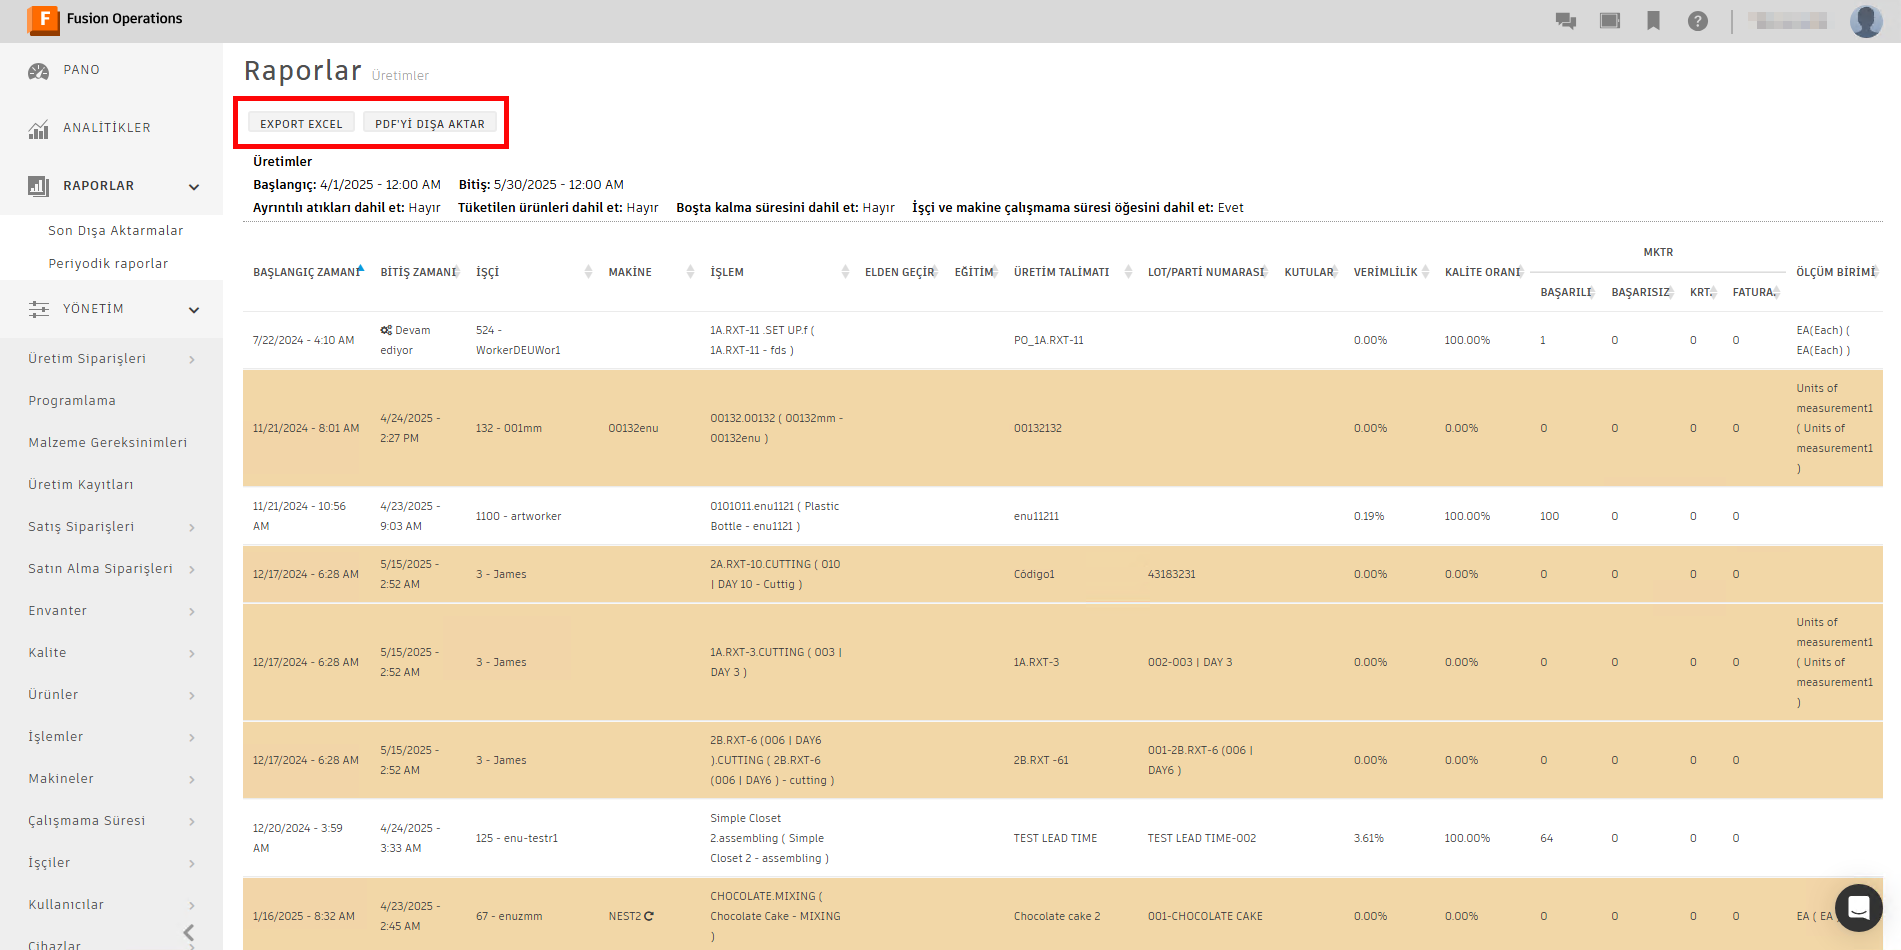 Fusion Operations
PANO
ANALİTİKLER
RAPORLAR
Son Dışa Aktarmalar
Periyodik raporlar
YÖNETİM
Üretim Siparişleri
Programlama
Malzeme Gereksinimleri
Üretim Kayıtları
Satış Siparişleri
Satın Alma Siparişleri
Envanter
Kalite
Ürünler
İşlemler
Makineler
Çalışmama Süresi
İşçiler
Kullanıcılar
Cihazlar
Raporlar Üretimler
EXPORT EXCEL PDF'Yİ DIŞA AKTAR
Üretimler
Başlangıç: 4/1/2025 - 12:00 AM Bitiş: 5/30/2025 - 12:00 AM
Ayrıntılı atıkları dahil et: Hayır Tüketilen ürünleri dahil et: Hayır Boşta kalma süresini dahil et: Hayır İşçi ve makine çalışmama süresi öğesini dahil et: Evet
MKTR
BAŞLANGIÇ ZAMANI BİTİŞ ZAMANI İŞÇİ MAKİNE İŞLEM ELDEN GEÇİR EĞİTİM ÜRETİM TALİMATI LOT/PARTİ NUMARASI KUTULAR VERİMLİLİK KALİTE ORANI ÖLÇÜM BİRİMİ
BAŞARILI BAŞARISIZ KRT. FATURA.
Devam 524 - 1A.RXT-11 .SET UP.f ( EA(Each) (
7/22/2024 - 4:10 AM PO_1A.RXT-11 0.00% 100.00% 1 0 0 0
ediyor WorkerDEUWor1 1A.RXT-11 - fds ) EA(Each) )
Units of
measurement1
4/24/2025 - 00132.00132 ( 00132mm -
11/21/2024 - 8:01 AM 132 - 001mm 00132enu 00132132 0.00% 0.00% 0 0 0 0 ( Units of
2:27 PM 00132enu )
measurement1
)
11/21/2024 - 10:56 4/23/2025 - 0101011.enu1121 ( Plastic
1100 - artworker enu11211 0.19% 100.00% 100 0 0 0
AM 9:03 AM Bottle - enu1121 )
5/15/2025 - 2A.RXT-10.CUTTING ( 010
12/17/2024 - 6:28 AM 3 - James Código1 43183231 0.00% 0.00% 0 0 0 0
2:52 AM | DAY 10 - Cuttig )
Units of
measurement1
5/15/2025 - 1A.RXT-3.CUTTING ( 003 |
12/17/2024 - 6:28 AM 3 - James 1A.RXT-3 002-003 | DAY 3 0.00% 0.00% 0 0 0 0 ( Units of
2:52 AM DAY 3 )
measurement1
)
2B.RXT-6 (006 | DAY6
5/15/2025 - 001-2B.RXT-6 (006 |
12/17/2024 - 6:28 AM 3 - James ).CUTTING ( 2B.RXT-6 2B.RXT -61 0.00% 0.00% 0 0 0 0
2:52 AM DAY6 )
(006 | DAY6 ) - cutting )
Simple Closet
12/20/2024 - 3:59 4/24/2025 -
125 - enu-testr1 2.assembling ( Simple TEST LEAD TIME TEST LEAD TIME-002 3.61% 100.00% 64 0 0 0
AM 3:33 AM
Closet 2 - assembling )
CHOCOLATE.MIXING (
4/23/2025 -
1/16/2025 - 8:32 AM 67 - enuzmm NEST2 Chocolate Cake - MIXING Chocolate cake 2 001-CHOCOLATE CAKE 0.00% 0.00% 0 0 0 0 EA ( EA
2:45 AM
)